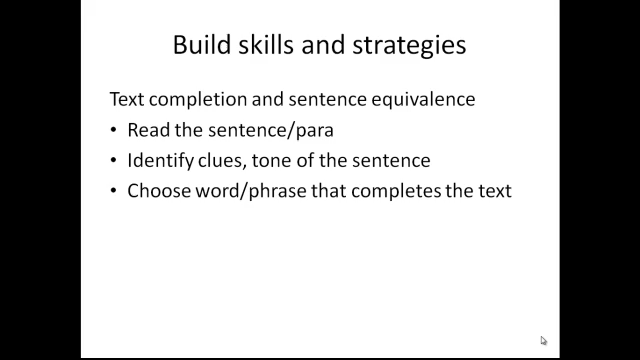 Build skills and strategies
Text completion and sentence equivalence
• Read the sentence/para
• Identify clues, tone of the sentence
• Choose word/phrase that completes the text